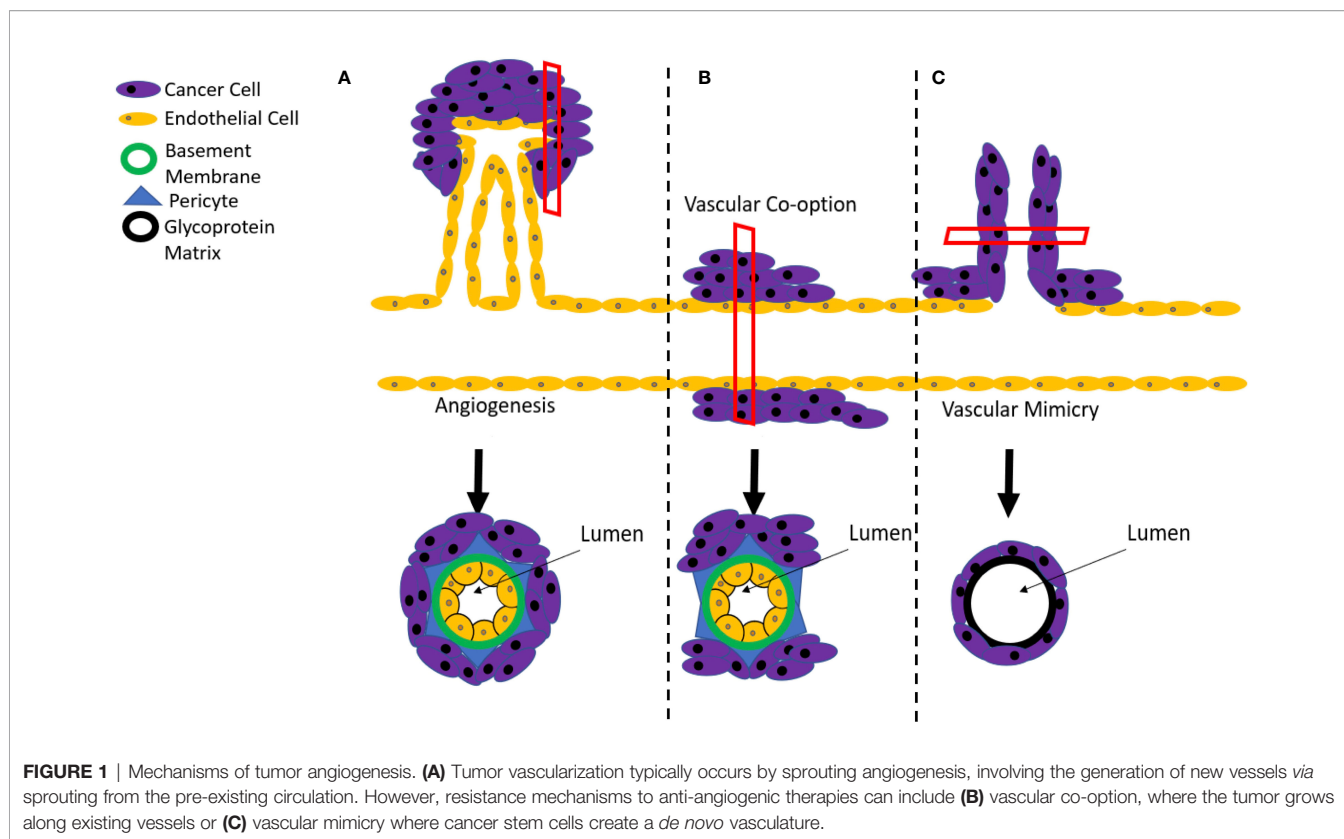 A
B
C
Cancer Cell
Endothelial Cell
Basement
Membrane
Pericyte
Glycoprotein
Matrix
Vascular Co-option
Angiogenesis
Vascular Mimicry
Lumen
Lumen
Lumen
FIGURE 1 | Mechanisms of tumor angiogenesis. (A) Tumor vascularization typically occurs by sprouting angiogenesis, involving the generation of new vessels via
sprouting from the pre-existing circulation. However, resistance mechanisms to anti-angiogenic therapies can include (B) vascular co-option, where the tumor grows
along existing vessels or (C) vascular mimicry where cancer stem cells create a de novo vasculature.